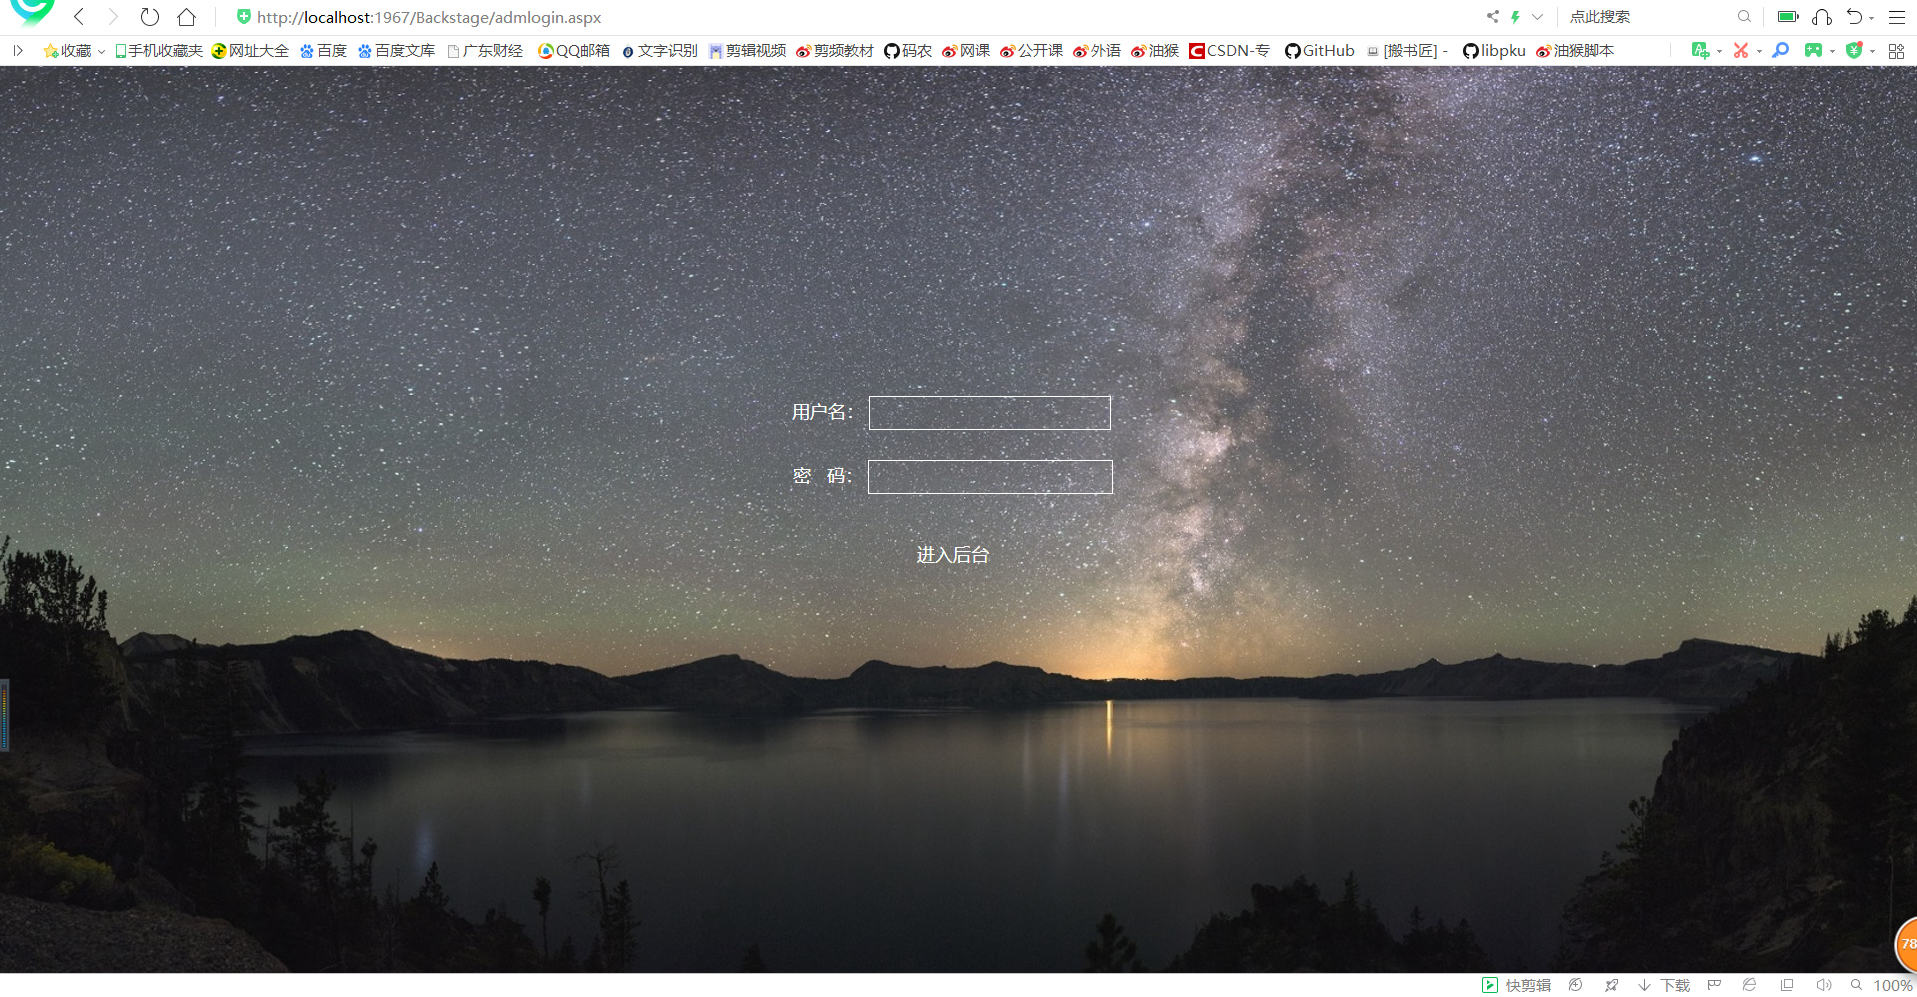 http://localhost:1967/Backstage/admlogin.aspx 点此搜索
收藏 手机收藏夹 网址大全 百度 百度文库 广东财经 QQ邮箱 文字识别 剪辑视频 剪频教材 码农 网课 公开课 外语 油猴 CSDN-专 GitHub [搬书匠] - libpku 油猴脚本
用户名：
密 码：
进入后台
78
快剪辑 下载 100%